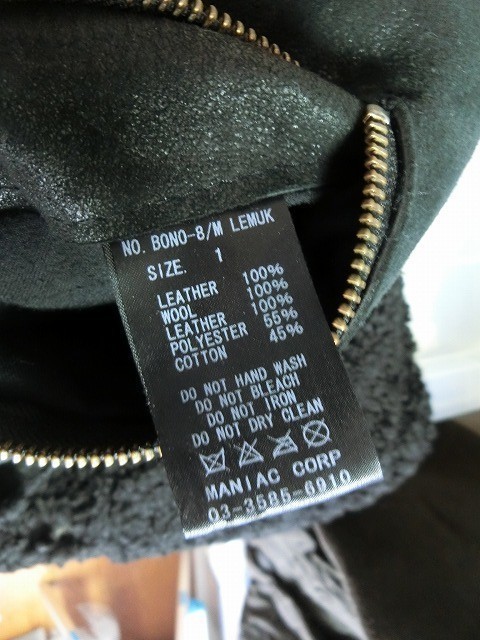 NO. BONO-8/M LEMUK
SIZE. 1
LEATHER 100%
WOOL 100%
LEATHER 100%
POLYESTER 55%
COTTON 45%
DO NOT HAND WASH
DO NOT BLEACH
DO NOT IRON
DO NOT DRY CLEAN
MANIAC CORP
03-3585-6910